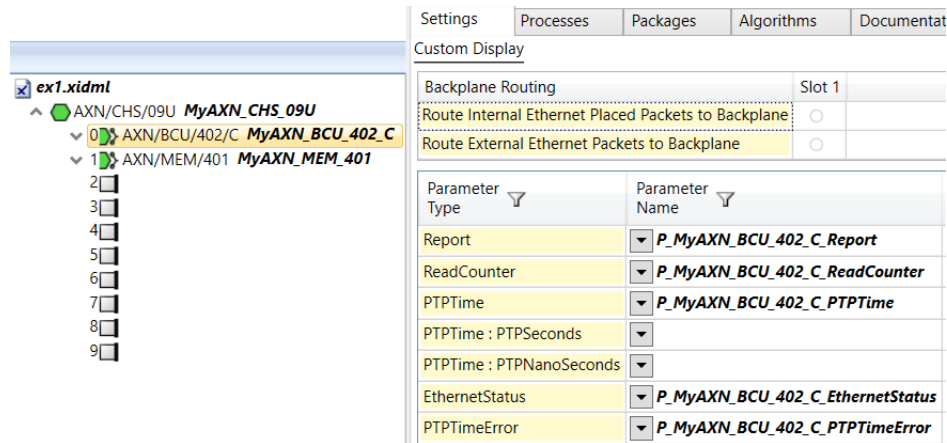 Settings Processes Packages Algorithms Documentat
Custom Display
ex1.xidml
AXN/CHS/09U MyAXN_CHS_09U
0 AXN/BCU/402/C MyAXN_BCU_402_C
1 AXN/MEM/401 MyAXN_MEM_401
2
3
4
5
6
7
8
9
Backplane Routing Slot 1
Route Internal Ethernet Placed Packets to Backplane
Route External Ethernet Packets to Backplane
Parameter Type Parameter Name
Report P_MyAXN_BCU_402_C_Report
ReadCounter P_MyAXN_BCU_402_C_ReadCounter
PTPTime P_MyAXN_BCU_402_C_PTPTime
PTPTime : PTPSeconds
PTPTime : PTPNanoSeconds
EthernetStatus P_MyAXN_BCU_402_C_EthernetStatus
PTPTimeError P_MyAXN_BCU_402_C_PTPTimeError